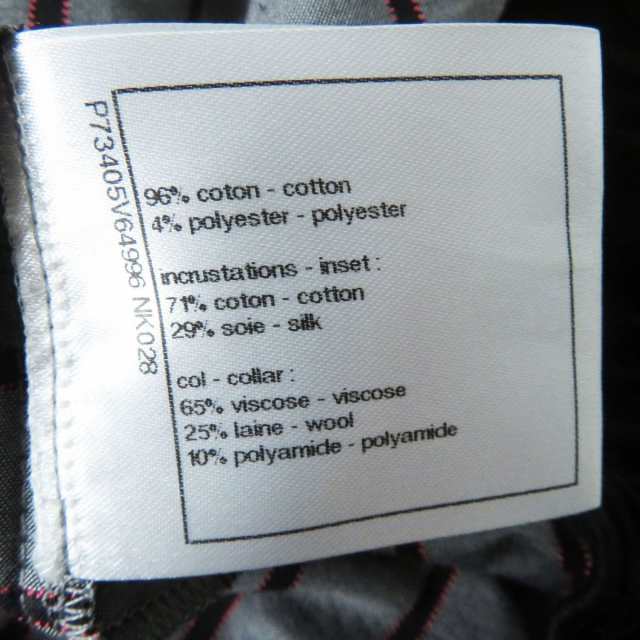 P73405V64996 NK028
96% coton - cotton
4% polyester - polyester
incrustations - inset :
71% coton - cotton
29% soie - silk
col - collar :
65% viscose - viscose
25% laine - wool
10% polyamide - polyamide